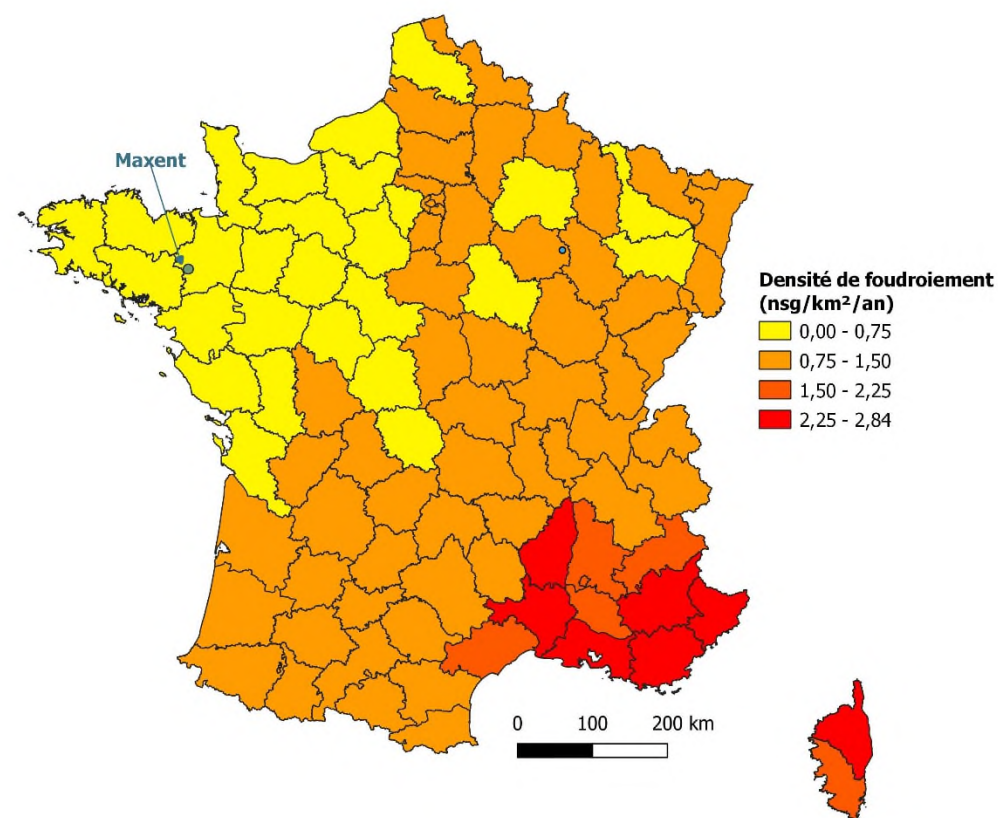 Maxent
Densité de foudroiement
(nsg/km²/an)
0,00 - 0,75
0,75 - 1,50
1,50 - 2,25
2,25 - 2,84
0 100 200 km